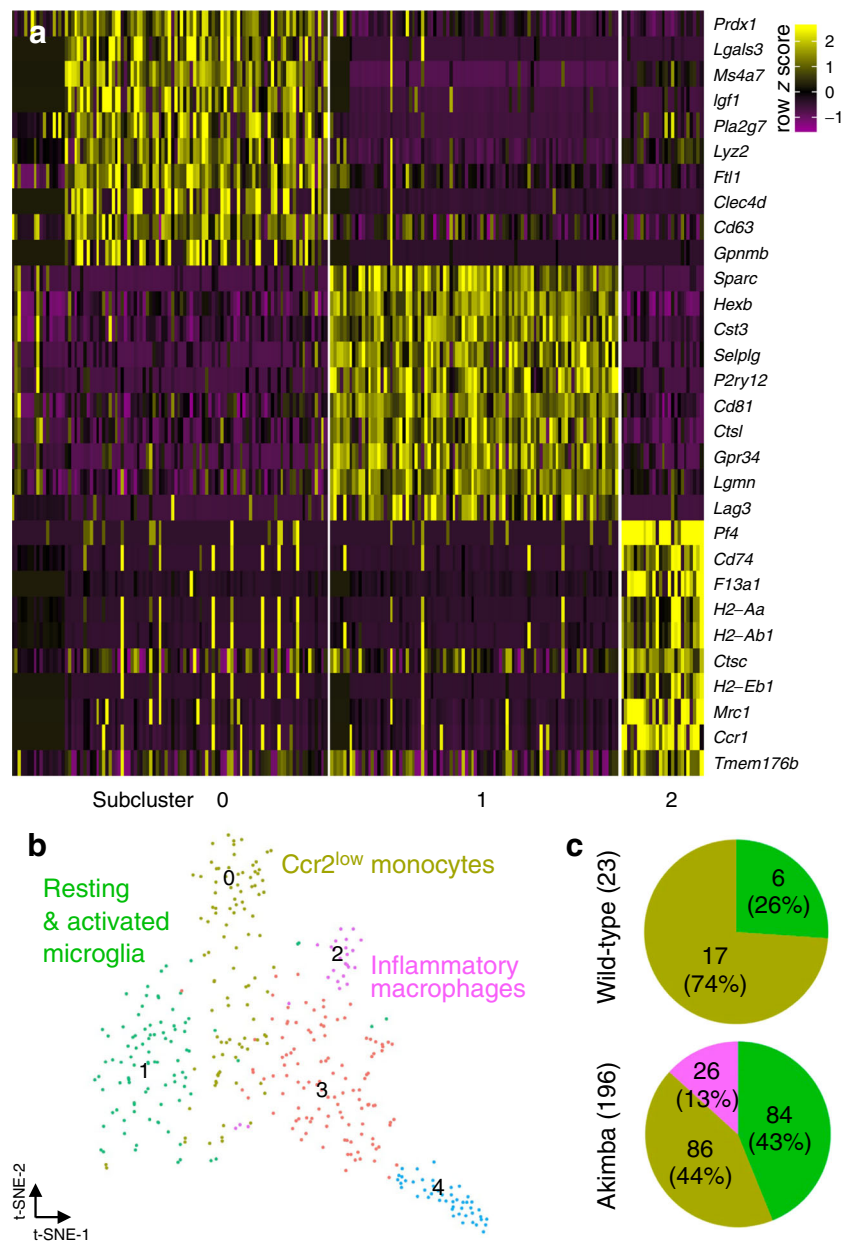 a
Prdx1
Lgals3
Ms4a7
Igf1
Pla2g7
Lyz2
Ftl1
Clec4d
Cd63
Gpnmb
Sparc
Hexb
Cst3
Selplg
P2ry12
Cd81
Ctsl
Gpr34
Lgmn
Lag3
Pf4
Cd74
F13a1
H2–Aa
H2–Ab1
Ctsc
H2–Eb1
Mrc1
Ccr1
Tmem176b
row z score
2
1
0
−1
Subcluster 0 1 2
b
Resting
& activated
microglia
Ccr2low monocytes
Inflammatory
macrophages
0
1
2
3
4
t-SNE-2
t-SNE-1
c
Wild-type (23)
6
(26%)
17
(74%)
Akimba (196)
26
(13%)
84
(43%)
86
(44%)